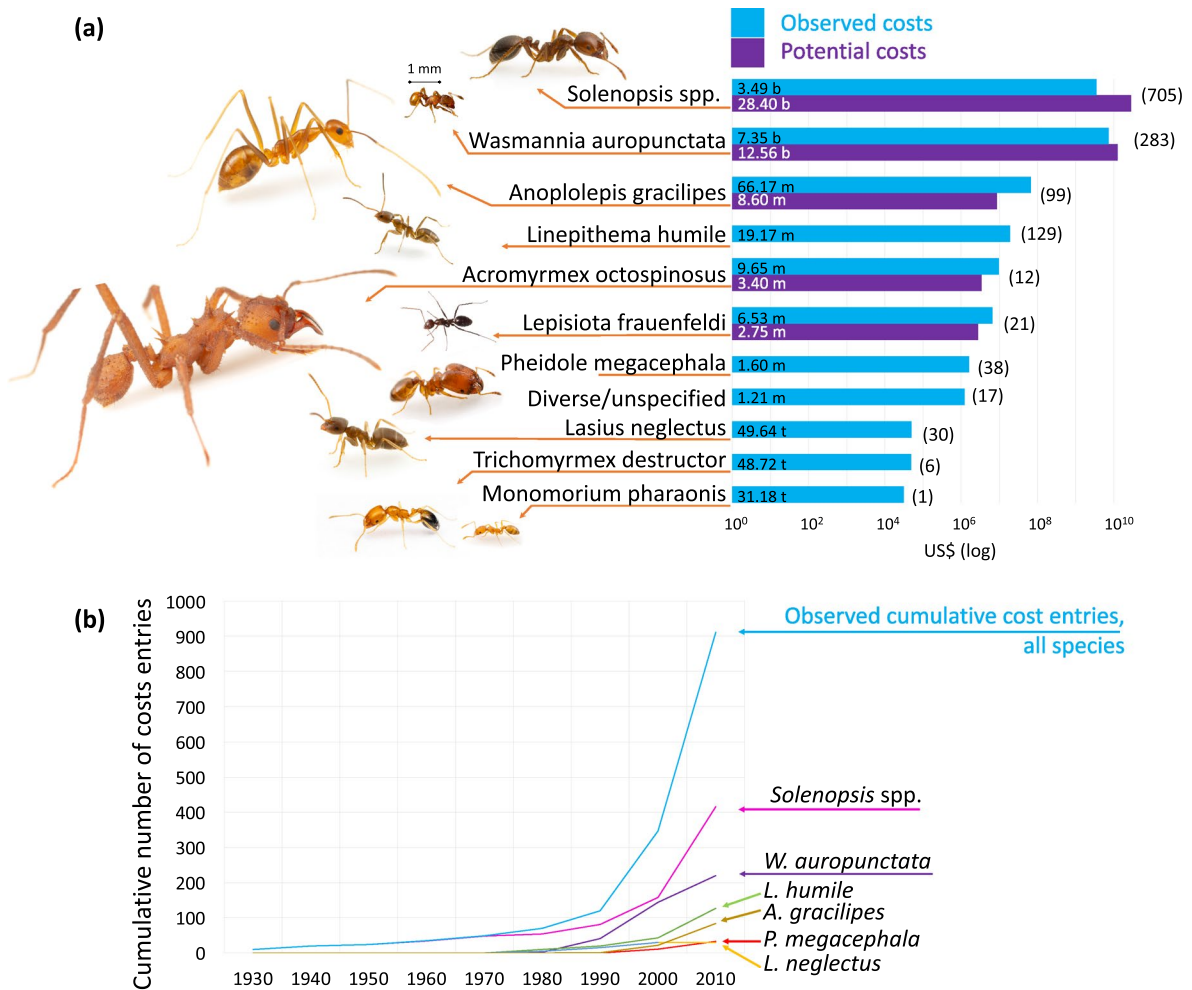 (a)
Observed costs
Potential costs
1 mm
Solenopsis spp.
3.49 b
28.40 b
(705)
Wasmannia auropunctata
7.35 b
12.56 b
(283)
Anoplolepis gracilipes
66.17 m
8.60 m
(99)
Linepithema humile
19.17 m
(129)
Acromyrmex octospinosus
9.65 m
3.40 m
(12)
Lepisiota frauenfeldi
6.53 m
2.75 m
(21)
Pheidole megacephala
1.60 m
(38)
Diverse/unspecified
1.21 m
(17)
Lasius neglectus
49.64 t
(30)
Trichomyrmex destructor
48.72 t
(6)
Monomorium pharaonis
31.18 t
(1)
10⁰ 10² 10⁴ 10⁶ 10⁸ 10¹⁰
US$ (log)
(b)
Cumulative number of costs entries
1000
900
800
700
600
500
400
300
200
100
0
1930 1940 1950 1960 1970 1980 1990 2000 2010
Observed cumulative cost entries,
all species
Solenopsis spp.
W. auropunctata
L. humile
A. gracilipes
P. megacephala
L. neglectus